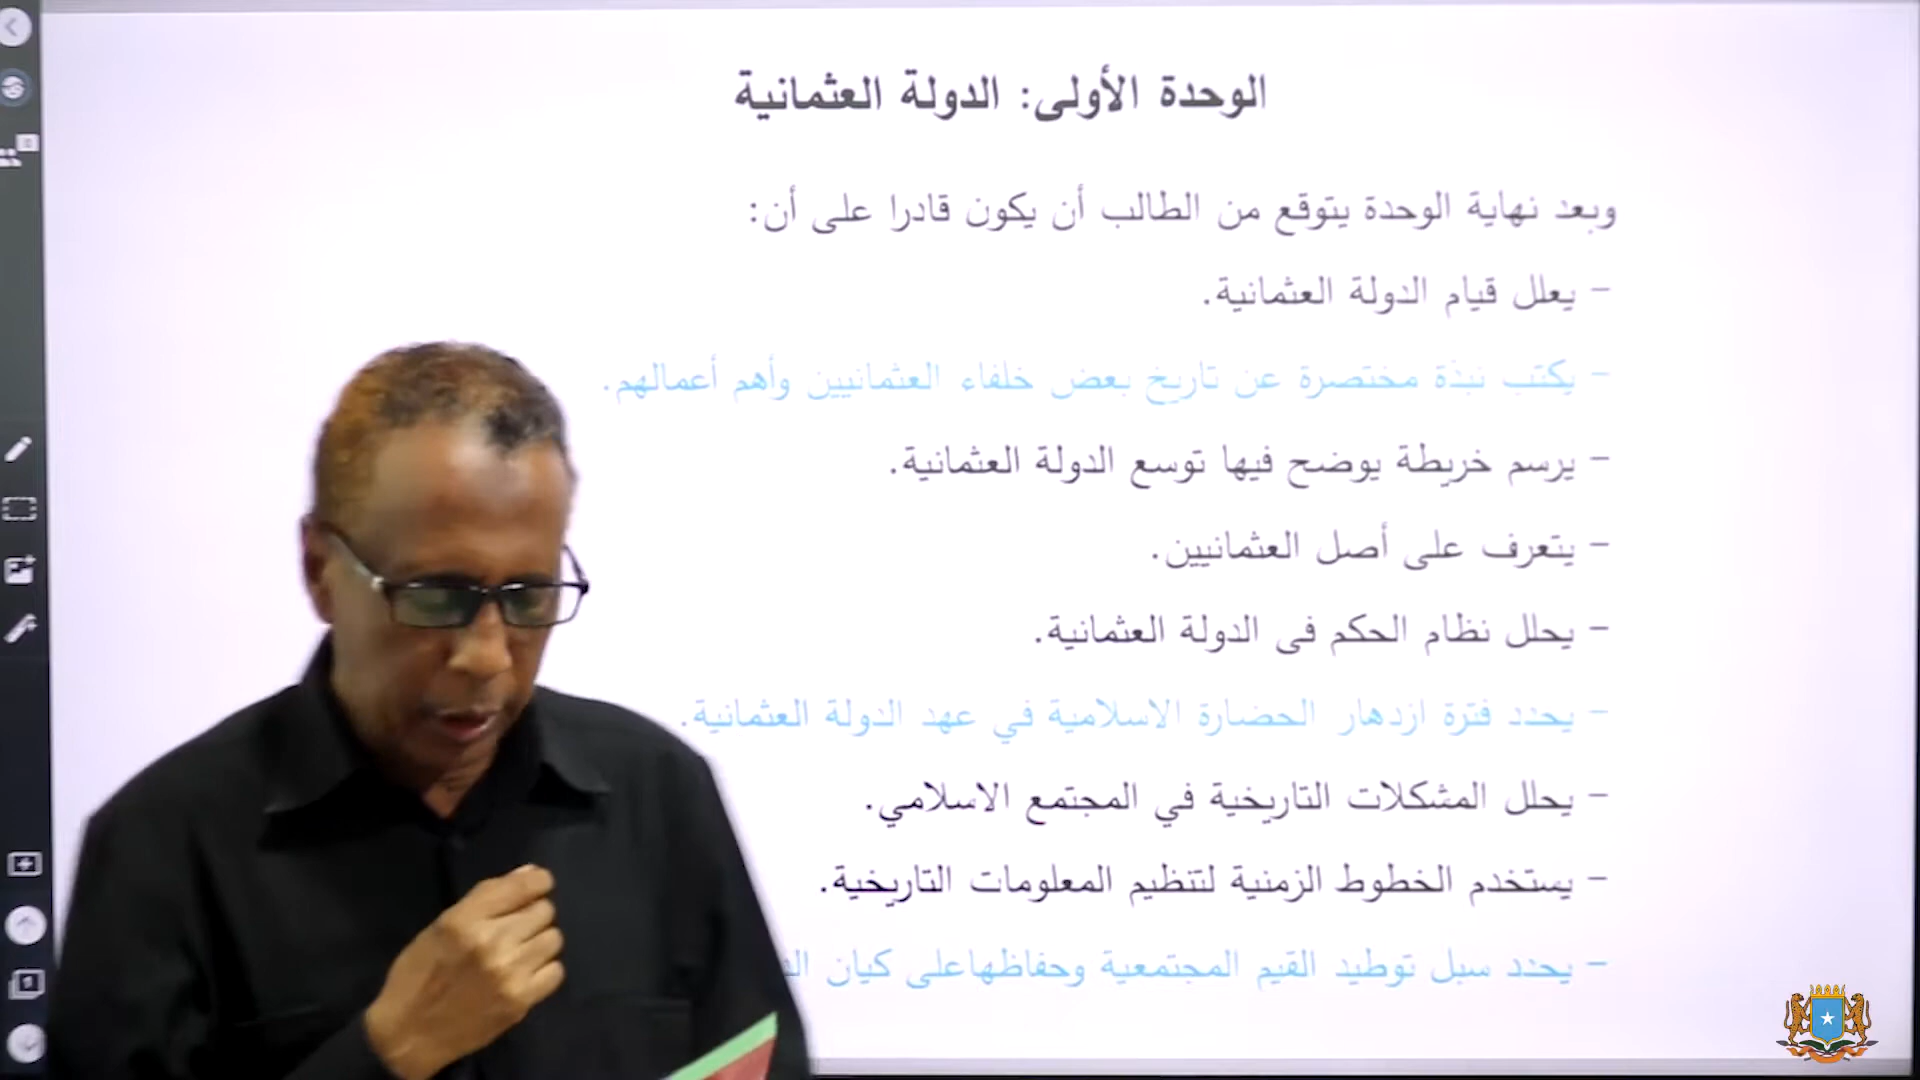 الوحدة الأولى: الدولة العثمانية
وبعد نهاية الوحدة يتوقع من الطالب أن يكون قادرا على أن:
– يعلل قيام الدولة العثمانية.
– يكتب نبذة مختصرة عن تاريخ بعض خلفاء العثمانيين وأهم أعمالهم.
– يرسم خريطة يوضح فيها توسع الدولة العثمانية.
– يتعرف على أصل العثمانيين.
– يحلل نظام الحكم فى الدولة العثمانية.
– يحدد فترة ازدهار الحضارة الاسلامية في عهد الدولة العثمانية.
– يحلل المشكلات التاريخية في المجتمع الاسلامي.
– يستخدم الخطوط الزمنية لتنظيم المعلومات التاريخية.
– يحدد سبل توطيد القيم المجتمعية وحفاظهاعلى كيان